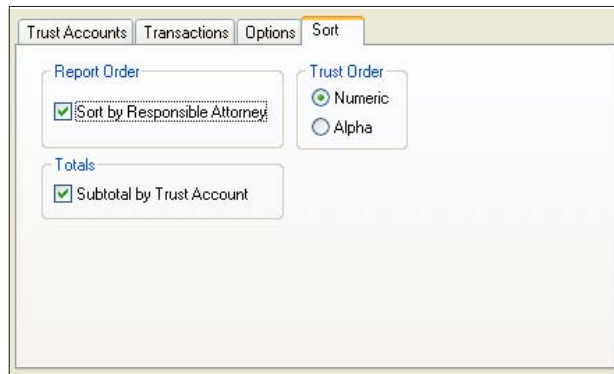 Trust Accounts Transactions Options Sort
Report Order
Sort by Responsible Attorney
Trust Order
Numeric
Alpha
Totals
Subtotal by Trust Account